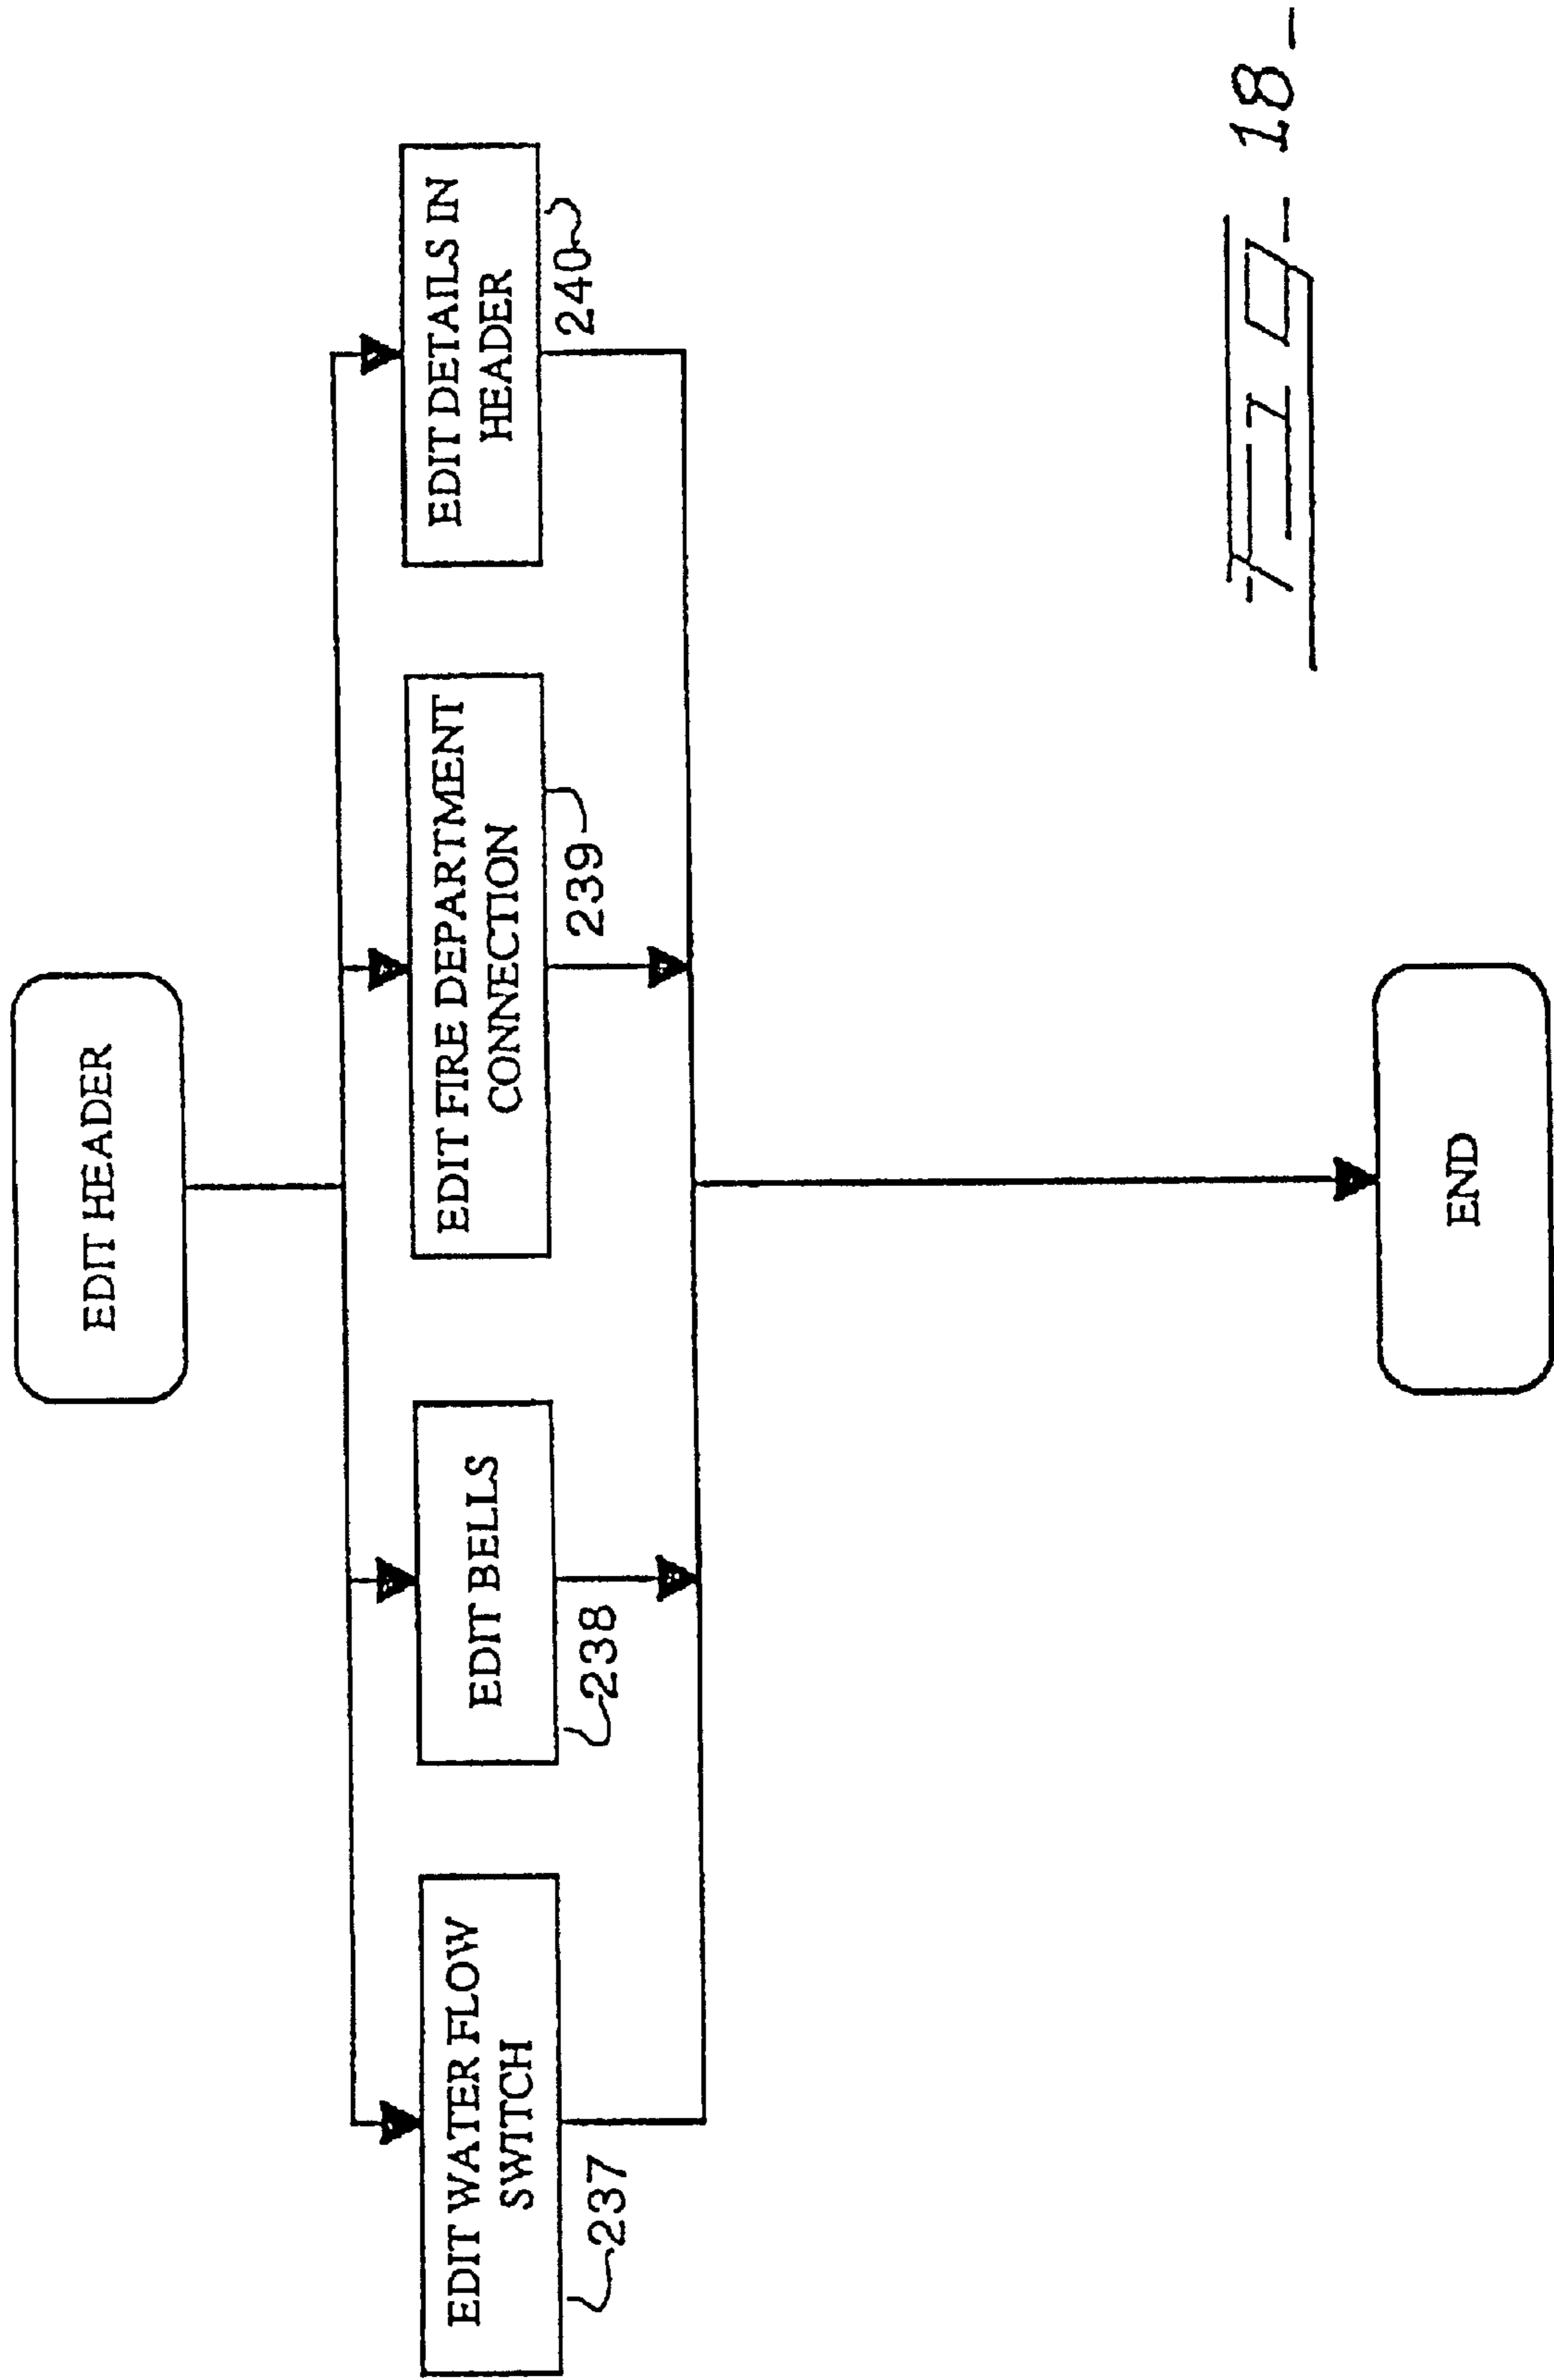 EDIT HEADER
EDIT WATER FLOW
SWITCH
237
EDIT BELLS
238
EDIT FIRE DEPARTMENT
CONNECTION
239
EDIT DETAILS IN
HEADER
240
END
FIG-18-